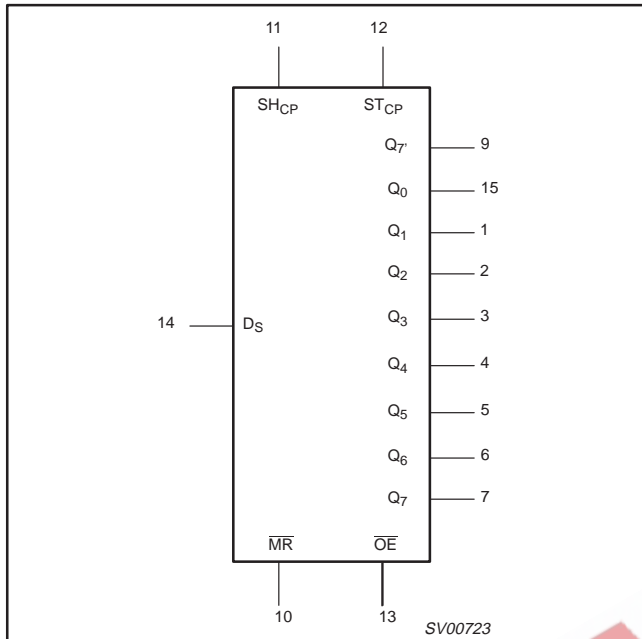 11 12
SHCP STCP
Q7' 9
Q0 15
Q1 1
Q2 2
Q3 3
14 DS
Q4 4
Q5 5
Q6 6
Q7 7
MR OE
10 13
SV00723